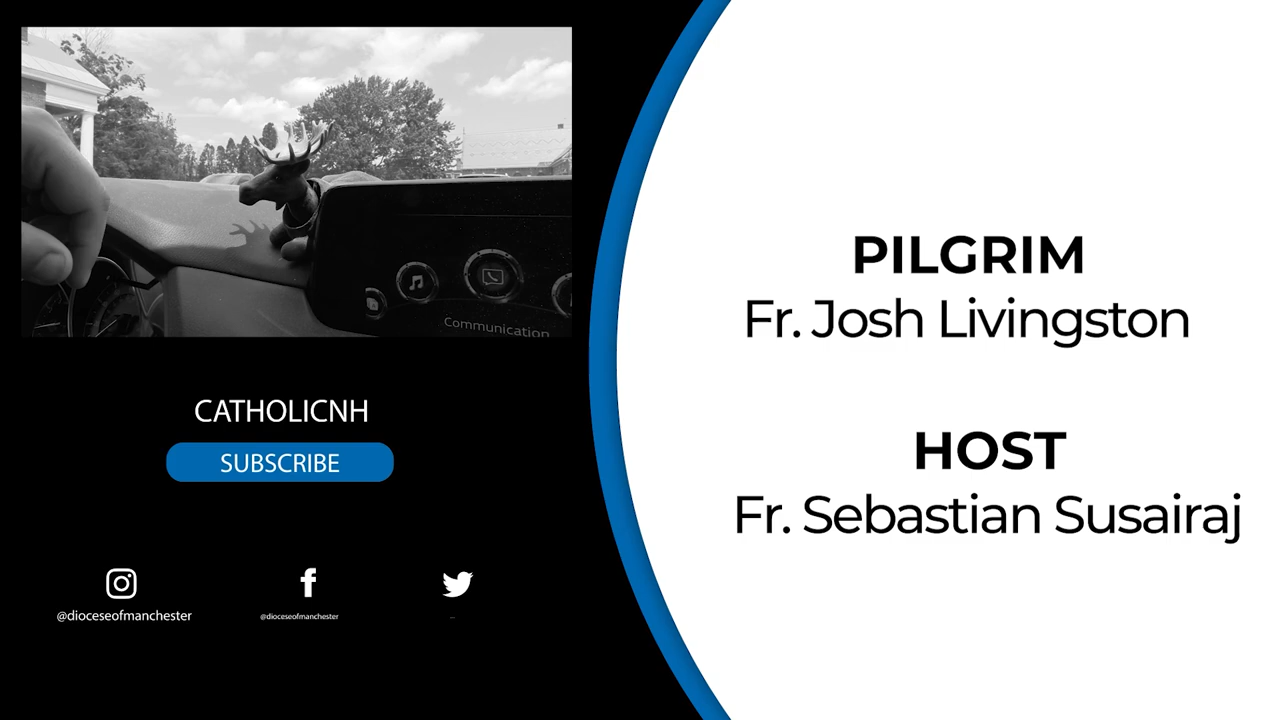 Communication
CATHOLICNH
SUBSCRIBE
@dioceseofmanchester
@dioceseofmanchester
PILGRIM
Fr. Josh Livingston
HOST
Fr. Sebastian Susairaj